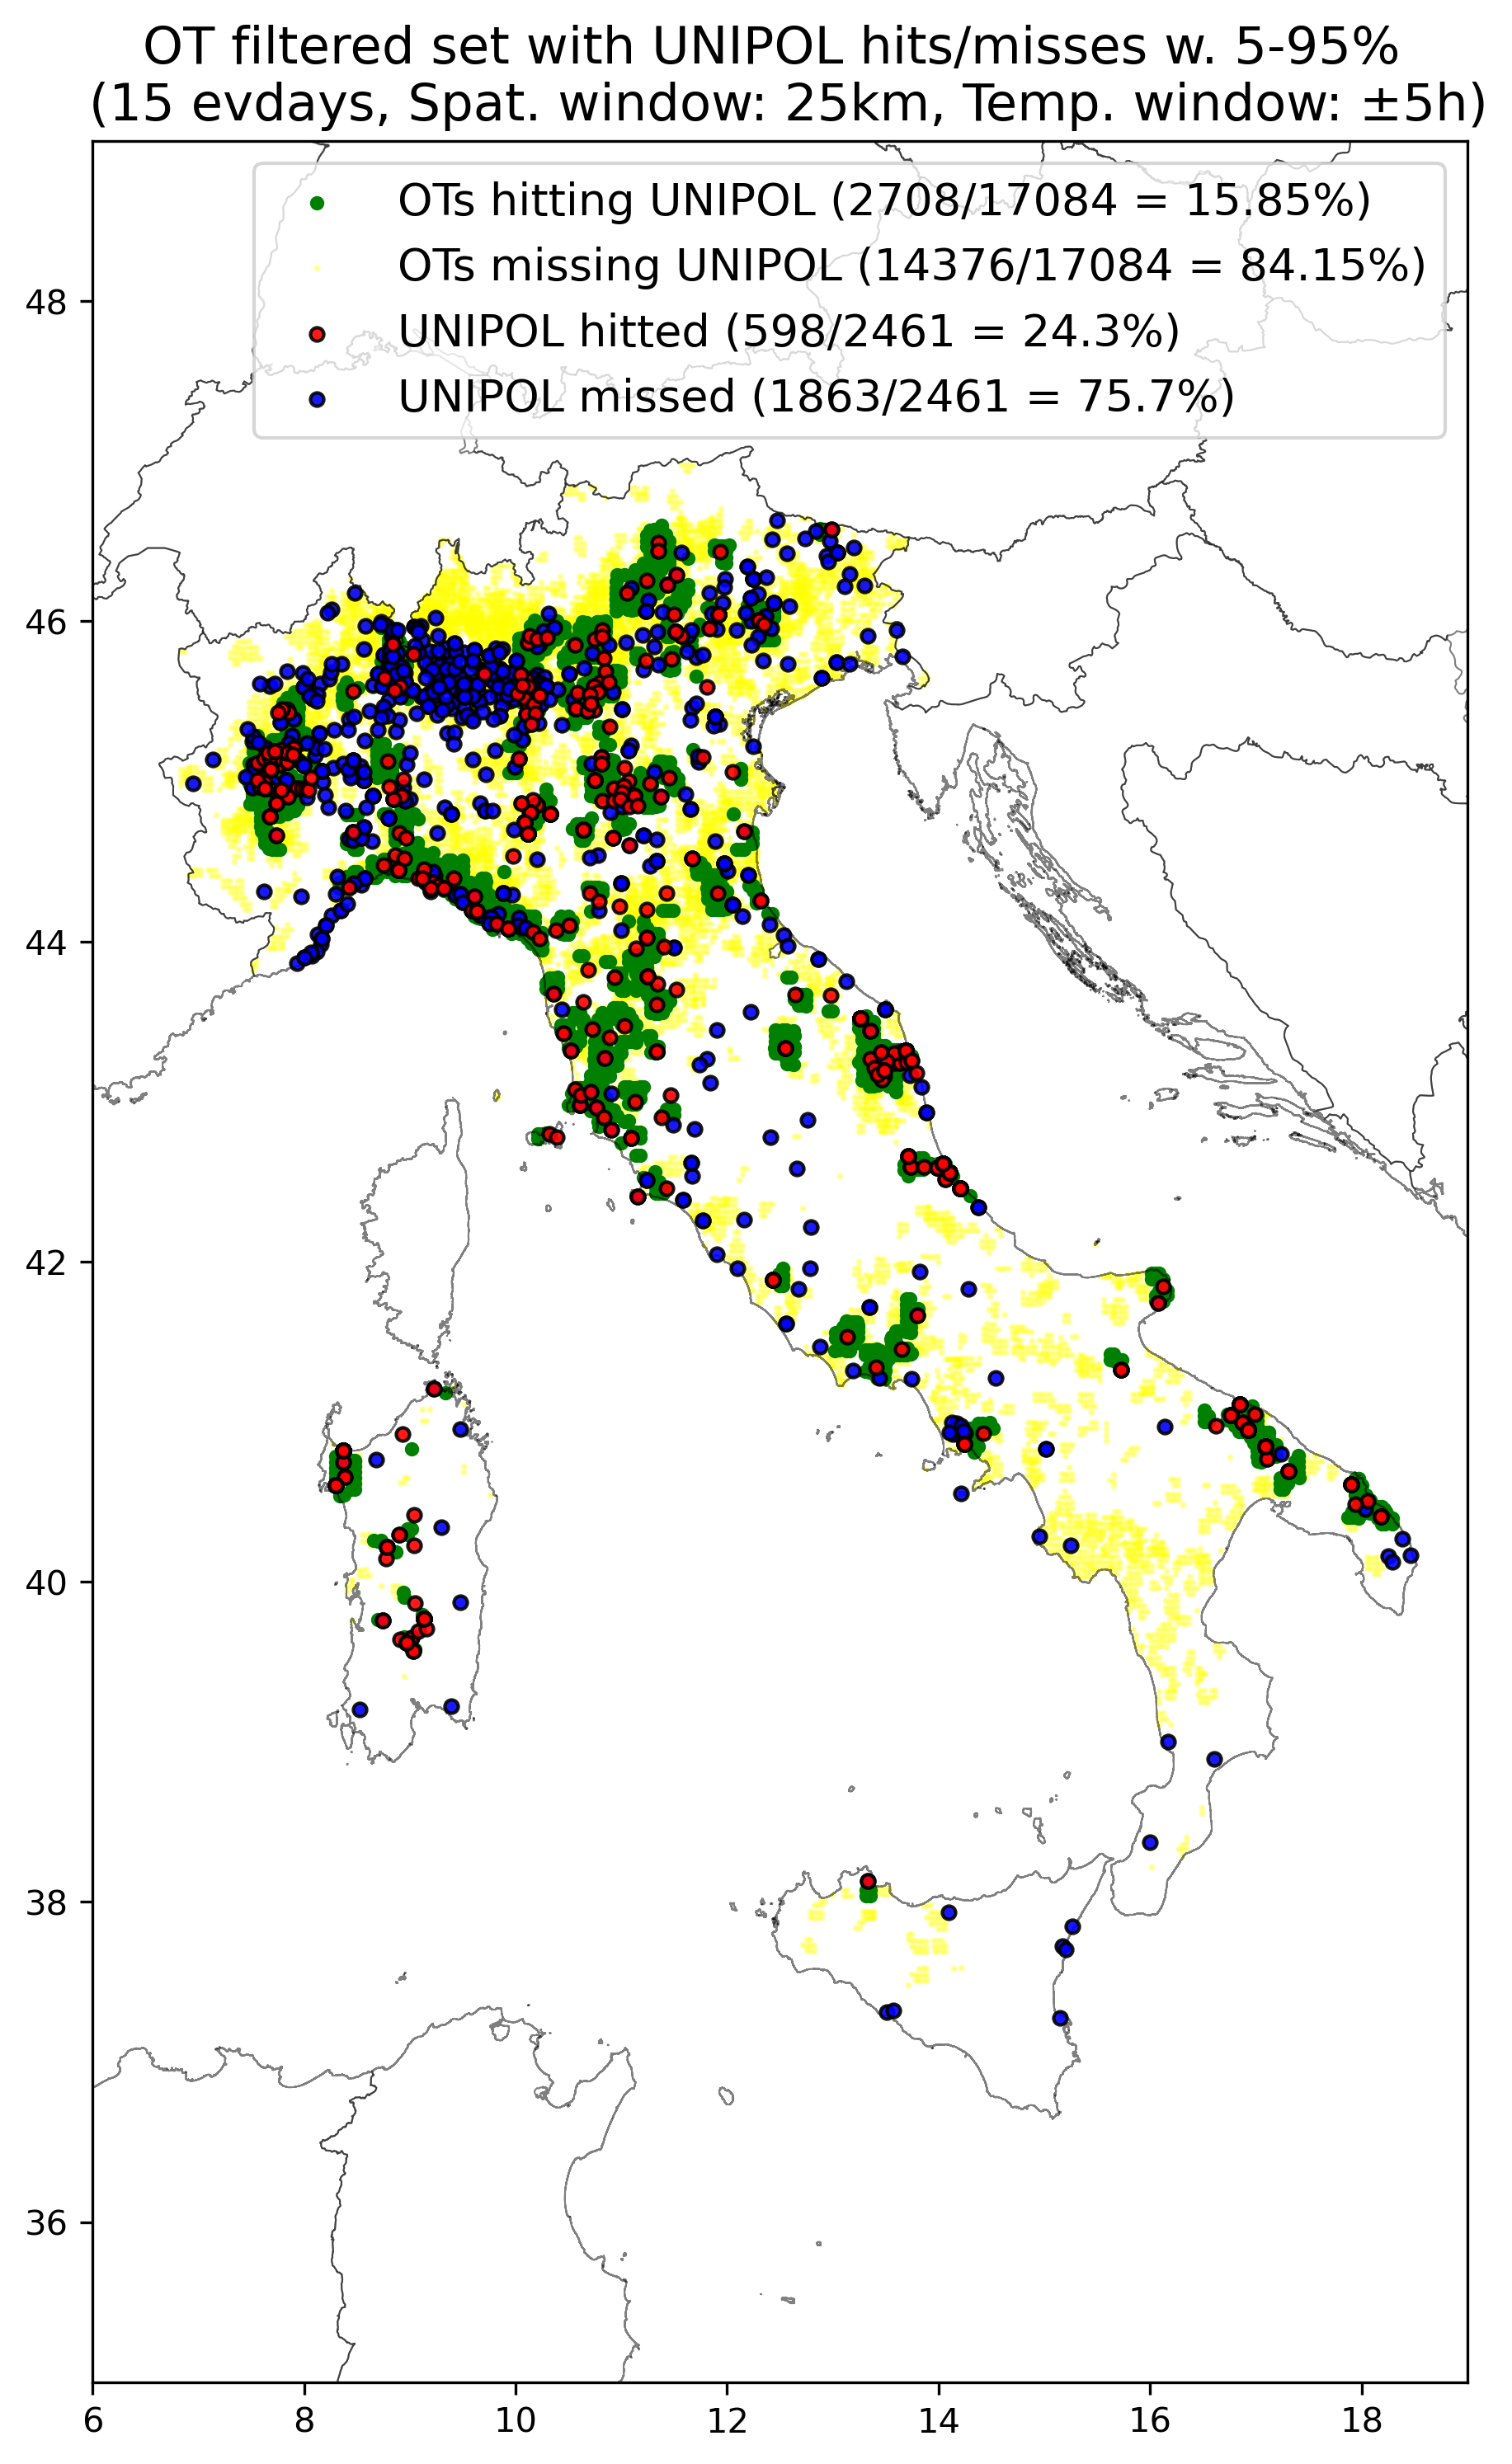 OT filtered set with UNIPOL hits/misses w. 5-95%
(15 evdays, Spat. window: 25km, Temp. window: ±5h)
OTs hitting UNIPOL (2708/17084 = 15.85%)
OTs missing UNIPOL (14376/17084 = 84.15%)
UNIPOL hitted (598/2461 = 24.3%)
UNIPOL missed (1863/2461 = 75.7%)
48
46
44
42
40
38
36
6 8 10 12 14 16 18